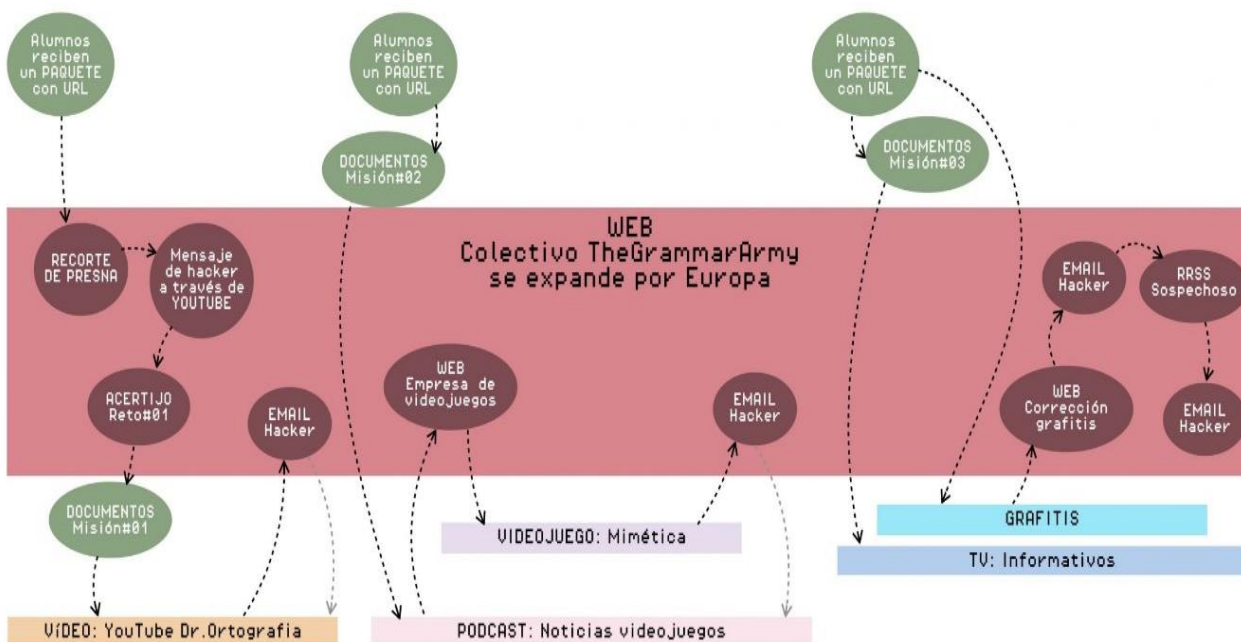 Alumnos
reciben
un PAQUETE
con URL
Alumnos
reciben
un PAQUETE
con URL
Alumnos
reciben
un PAQUETE
con URL
DOCUMENTOS
Misión#02
DOCUMENTOS
Misión#03
WEB
Colectivo TheGrammarArmy
se expande por Europa
RECORTE
DE PRESNA
Mensaje
de hacker
a través de
YOUTUBE
EMAIL
Hacker
RRSS
Sospechoso
ACERTIJO
Reto#01
EMAIL
Hacker
WEB
Empresa de
videojuegos
EMAIL
Hacker
WEB
Corrección
grafitis
EMAIL
Hacker
DOCUMENTOS
Misión#01
VIDEOJUEGO: Mimética
GRAFITIS
TV: Informativos
VíDEO: YouTube Dr.Ortografia
PODCAST: Noticias videojuegos